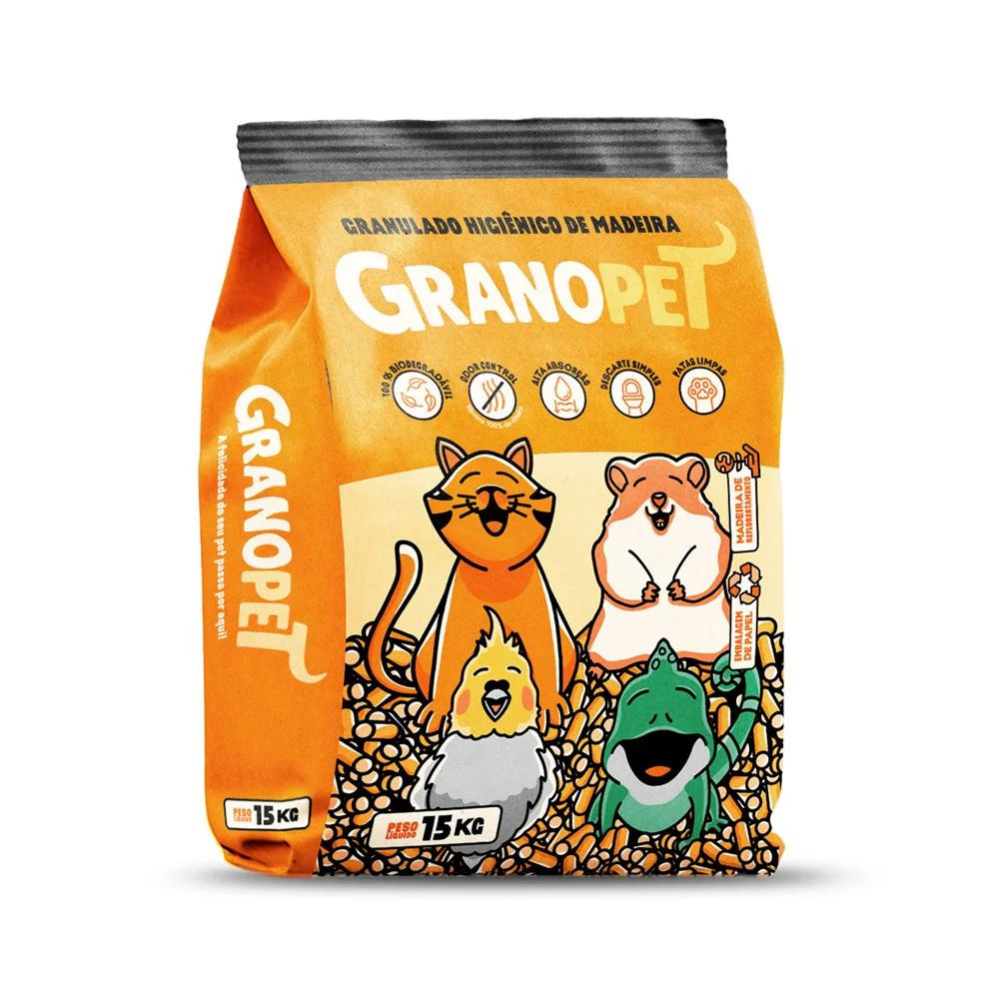 GRANULADO HIGIÊNICO DE MADEIRA
GRANOPET
100% BIODEGRADÁVEL
ODOR CONTROL
ALTA ABSORÇÃO
DESCARTE SIMPLES
PATAS LIMPAS
MADEIRA DE
REFLORESTAMENTO
EMBALAGEM
DE PAPEL
PESO
LÍQUIDO
15KG
GRANOPET
A felicidade do seu pet passa por aqui!
PESO
LÍQUIDO
15KG